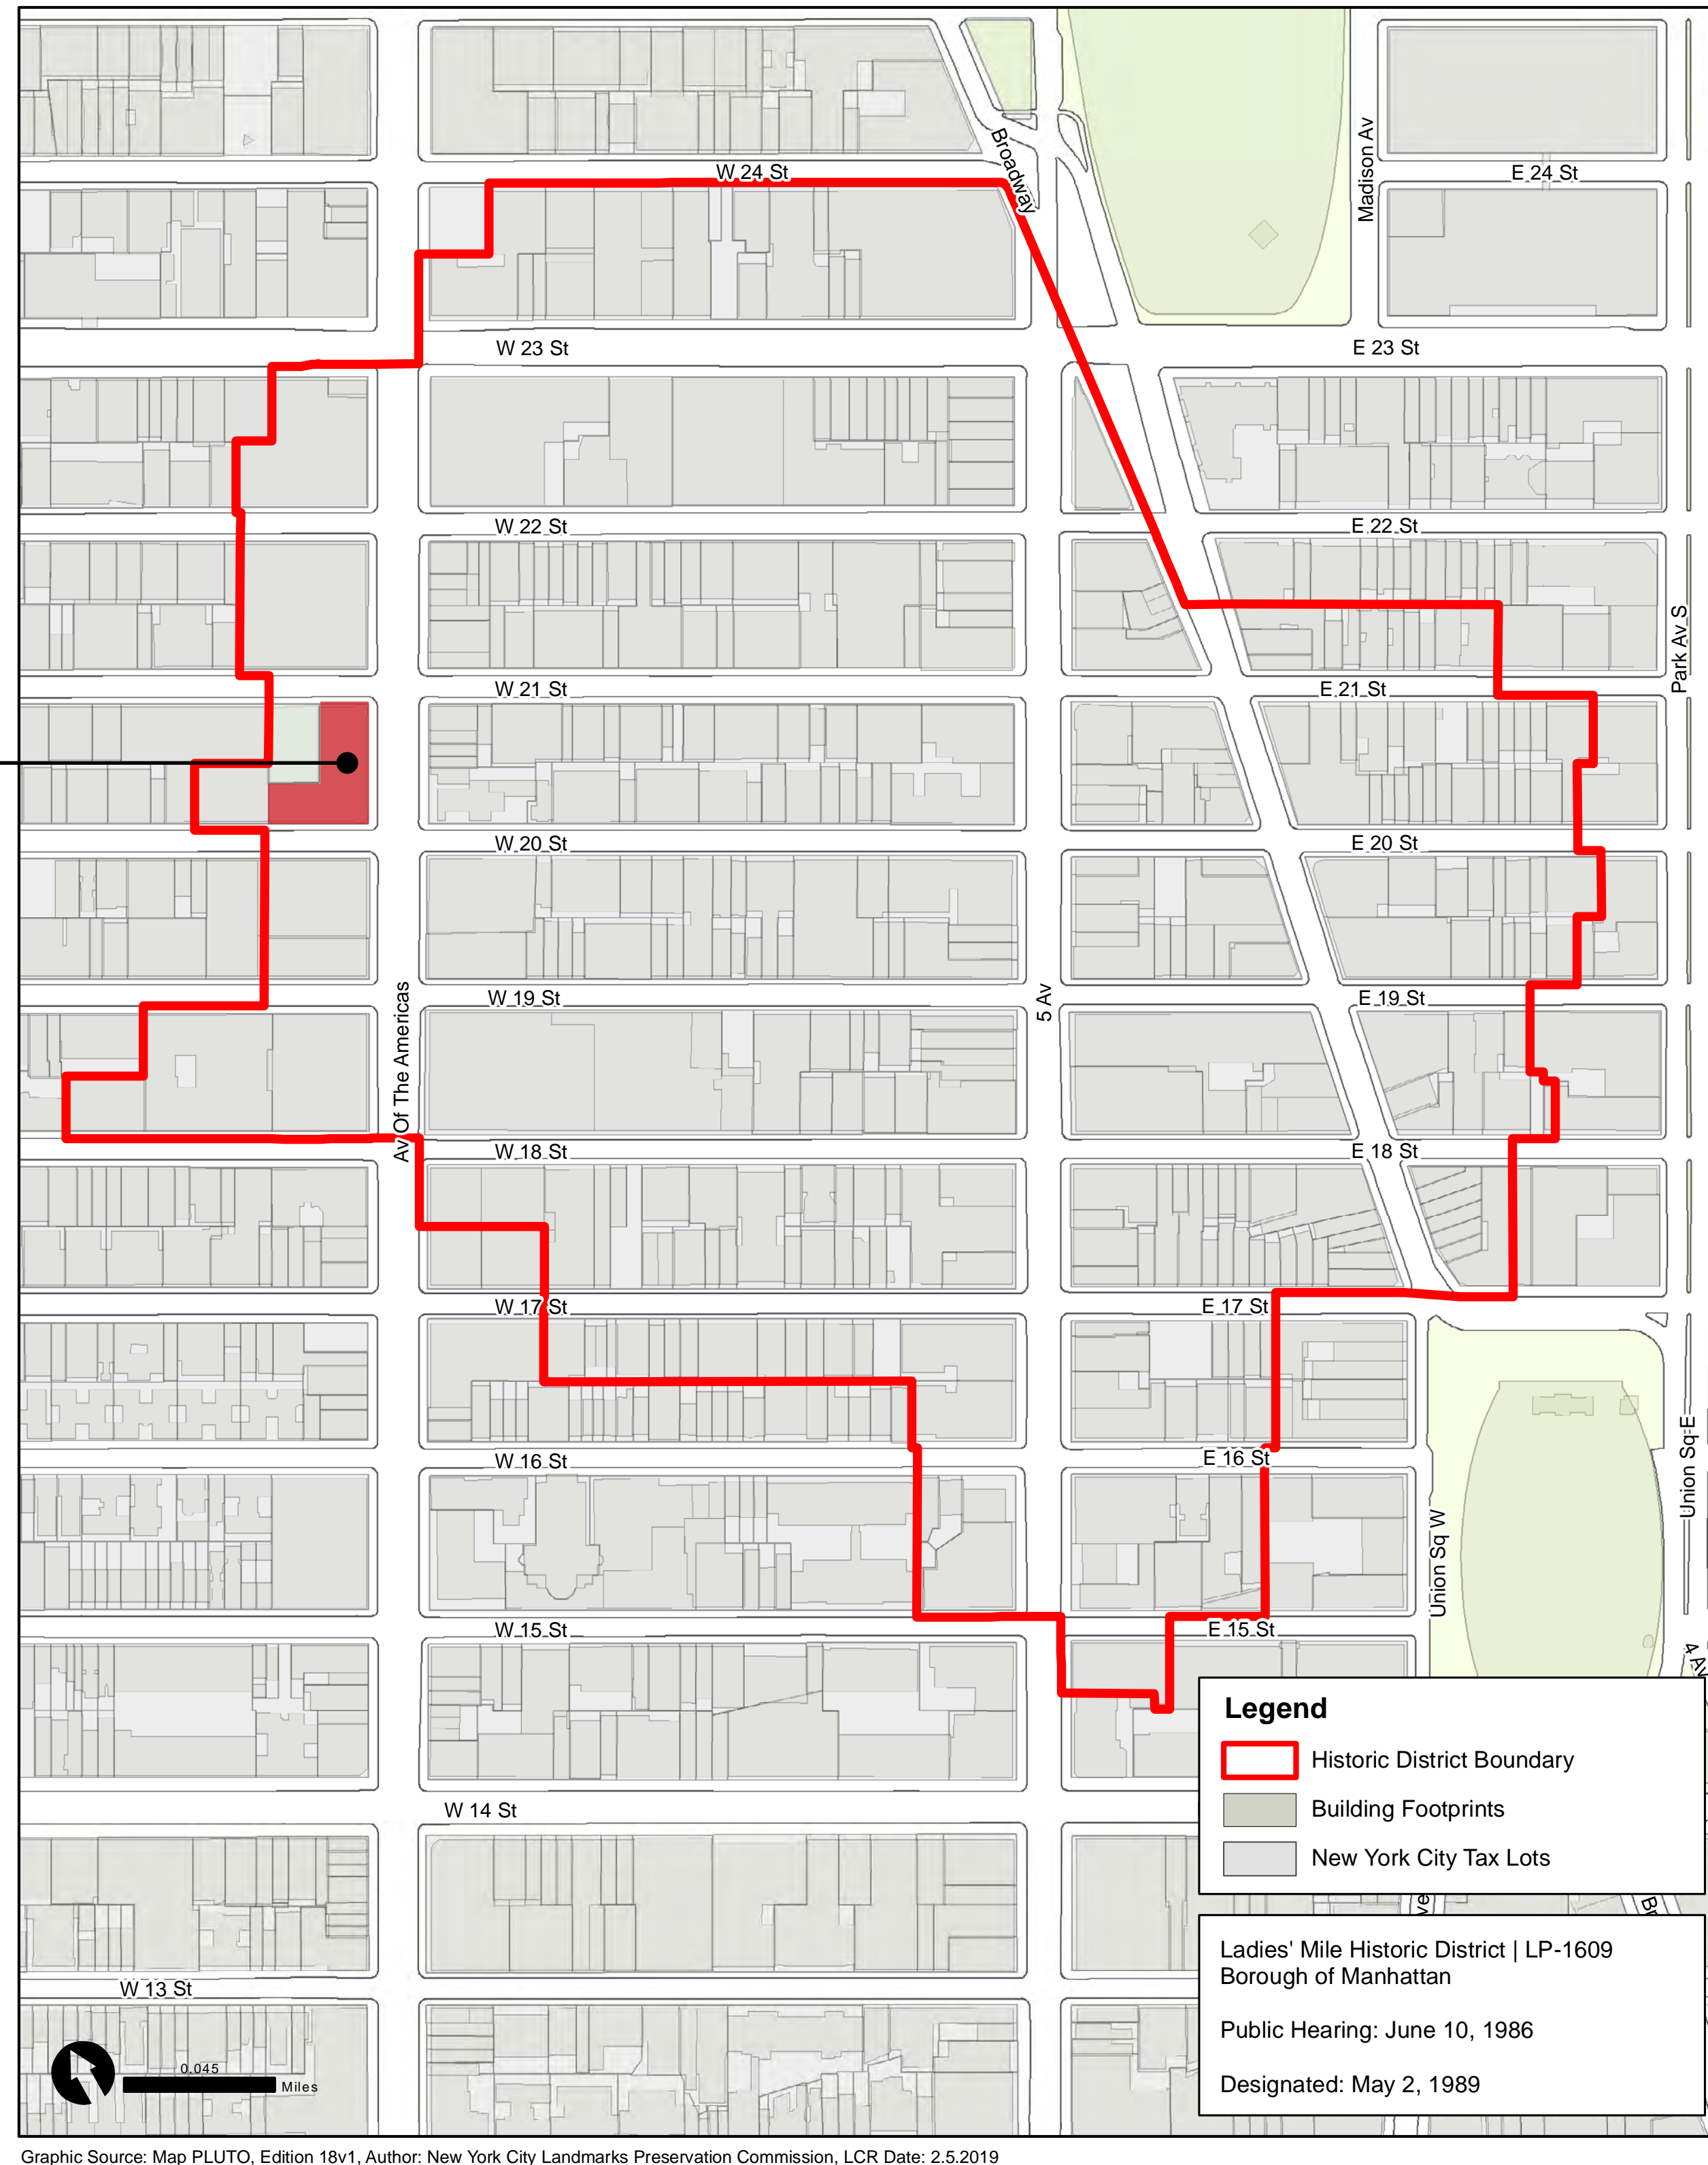 W 24 St
Broadway
Madison Av
E 24 St
W 23 St
E 23 St
W 22 St
E 22 St
Park Av S
W 21 St
E 21 St
W 20 St
E 20 St
Av Of The Americas
W 19 St
5 Av
E 19 St
W 18 St
E 18 St
W 17 St
E 17 St
W 16 St
E 16 St
Union Sq W
Union Sq E
W 15 St
E 15 St
4 Av
W 14 St
Legend
Historic District Boundary
Building Footprints
New York City Tax Lots
ve
Br
W 13 St
Ladies' Mile Historic District | LP-1609
Borough of Manhattan
Public Hearing: June 10, 1986
Designated: May 2, 1989
0.045
Miles
Graphic Source: Map PLUTO, Edition 18v1, Author: New York City Landmarks Preservation Commission, LCR Date: 2.5.2019